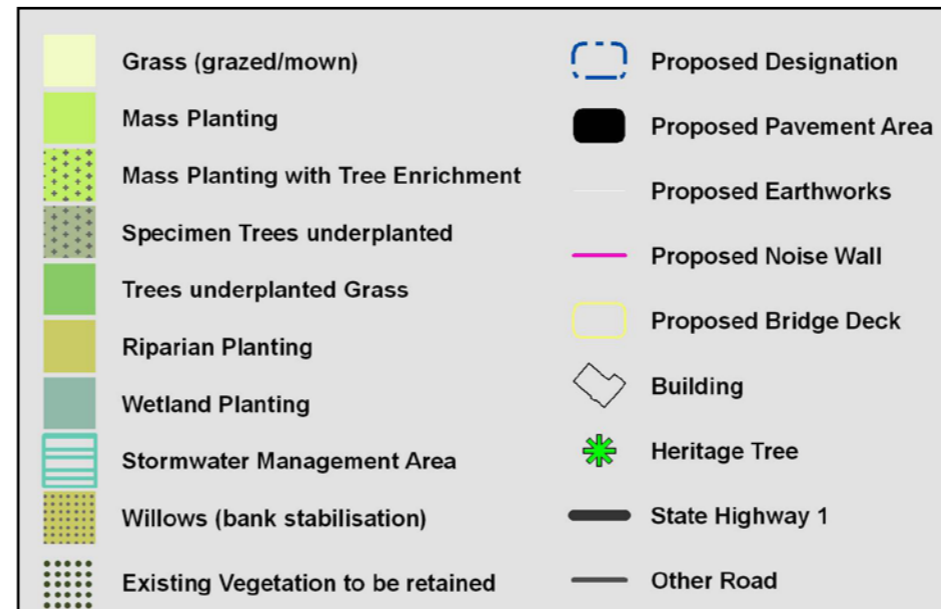 Grass (grazed/mown)
Mass Planting
Mass Planting with Tree Enrichment
Specimen Trees underplanted
Trees underplanted Grass
Riparian Planting
Wetland Planting
Stormwater Management Area
Willows (bank stabilisation)
Existing Vegetation to be retained
Proposed Designation
Proposed Pavement Area
Proposed Earthworks
Proposed Noise Wall
Proposed Bridge Deck
Building
Heritage Tree
State Highway 1
Other Road